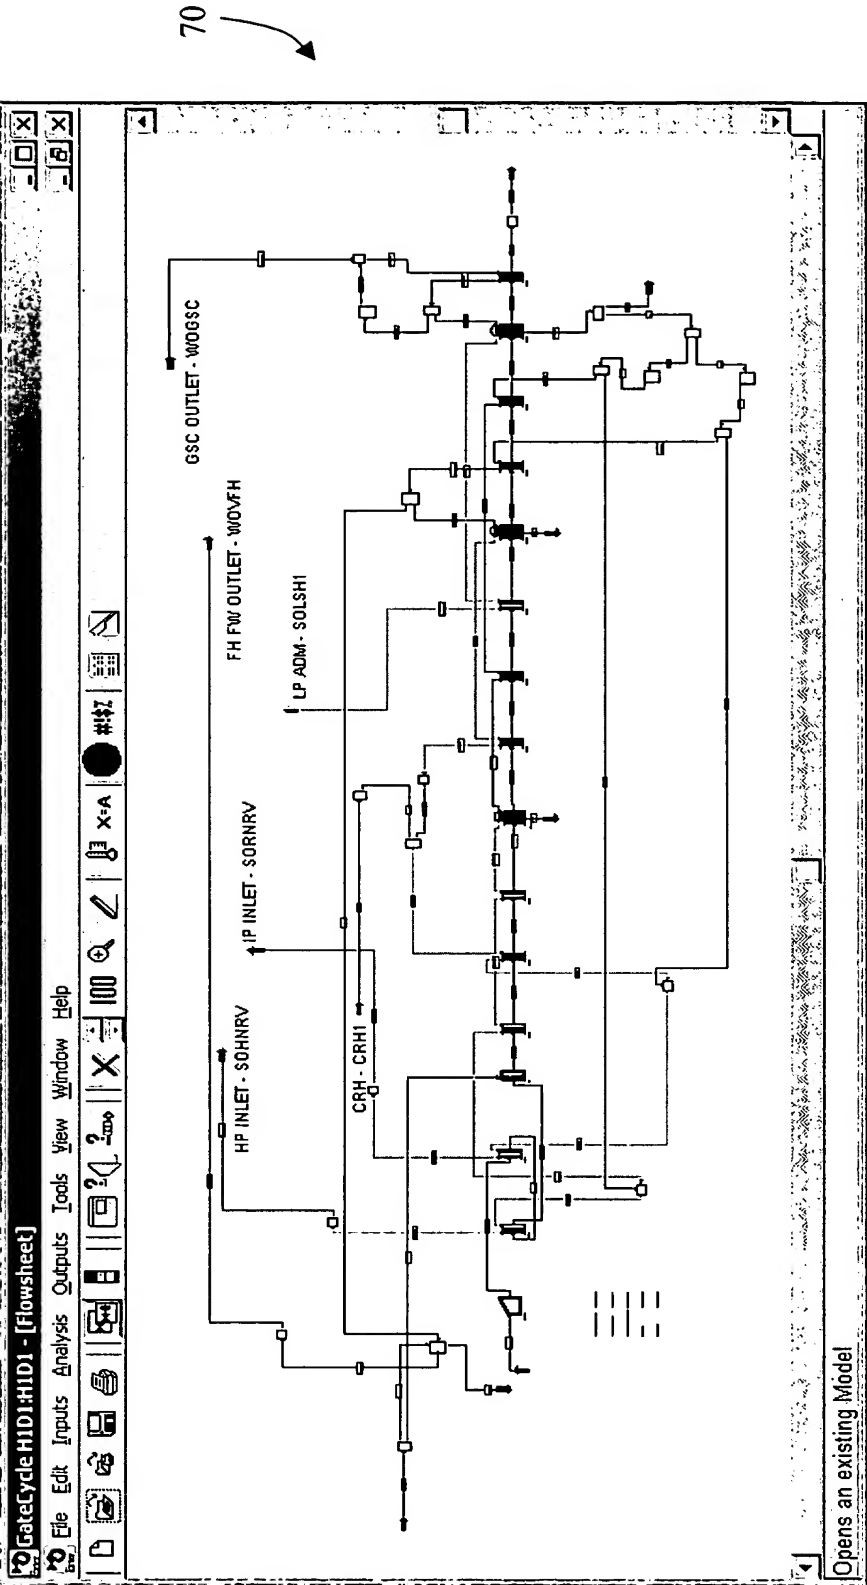 70
GateCycle H1D1:H1D1 - [Flowsheet]
File Edit Inputs Analysis Outputs Tools View Window Help
X=A #!$?
GSC OUTLET - WOGSC
FH FW OUTLET - WOVFH
LP ADM - SOLSH1
IP INLET - SORNRV
HP INLET - SOHNRV
CRH - CRH1
Opens an existing Model